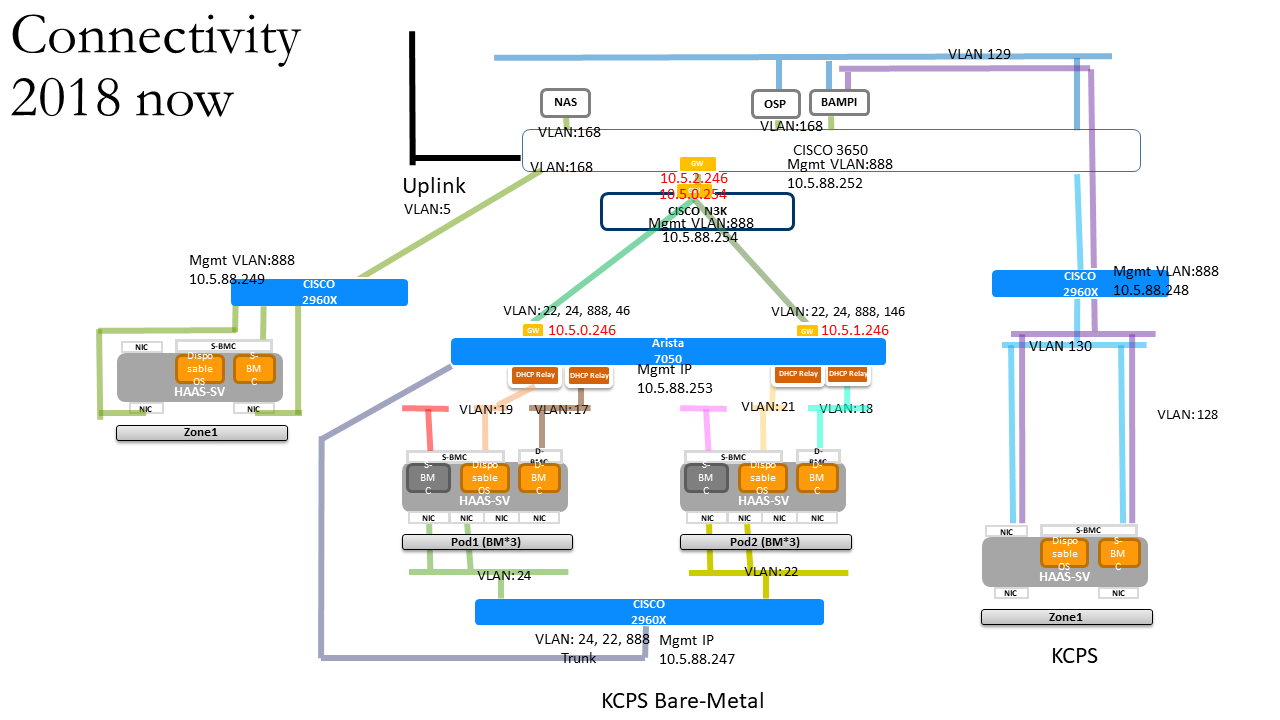 Connectivity
2018 now
VLAN 129
NAS
OSP
BAMPI
VLAN:168
VLAN:168
CISCO 3650
GW
VLAN:168
Mgmt VLAN:888
10.5.88.252
10.5.2.246
10.5.0.254
Uplink
VLAN:5
CISCO N3K
Mgmt VLAN:888
10.5.88.254
Mgmt VLAN:888
10.5.88.249
CISCO
2960X
CISCO
2960X
Mgmt VLAN:888
10.5.88.248
VLAN: 22, 24, 888, 46
VLAN: 22, 24, 888, 146
GW
10.5.0.246
GW
10.5.1.246
Arista
7050
VLAN 130
NIC
S-BMC
Dispo
sable
OS
S-
BM
C
HAAS-SV
NIC
NIC
Zone1
DHCP Relay
DHCP Relay
Mgmt IP
10.5.88.253
DHCP Relay
DHCP Relay
VLAN: 19
VLAN: 17
VLAN: 21
VLAN: 18
VLAN: 128
S-BMC
D-
BMC
S-
BM
C
Dispo
sable
OS
D-
BM
C
HAAS-SV
NIC
NIC
NIC
NIC
Pod1 (BM*3)
S-BMC
D-
BMC
S-
BM
C
Dispo
sable
OS
D-
BM
C
HAAS-SV
NIC
NIC
NIC
NIC
Pod2 (BM*3)
NIC
S-BMC
Dispo
sable
OS
S-
BM
C
HAAS-SV
NIC
NIC
Zone1
VLAN: 24
VLAN: 22
CISCO
2960X
VLAN: 24, 22, 888
Trunk
Mgmt IP
10.5.88.247
KCPS
KCPS Bare-Metal